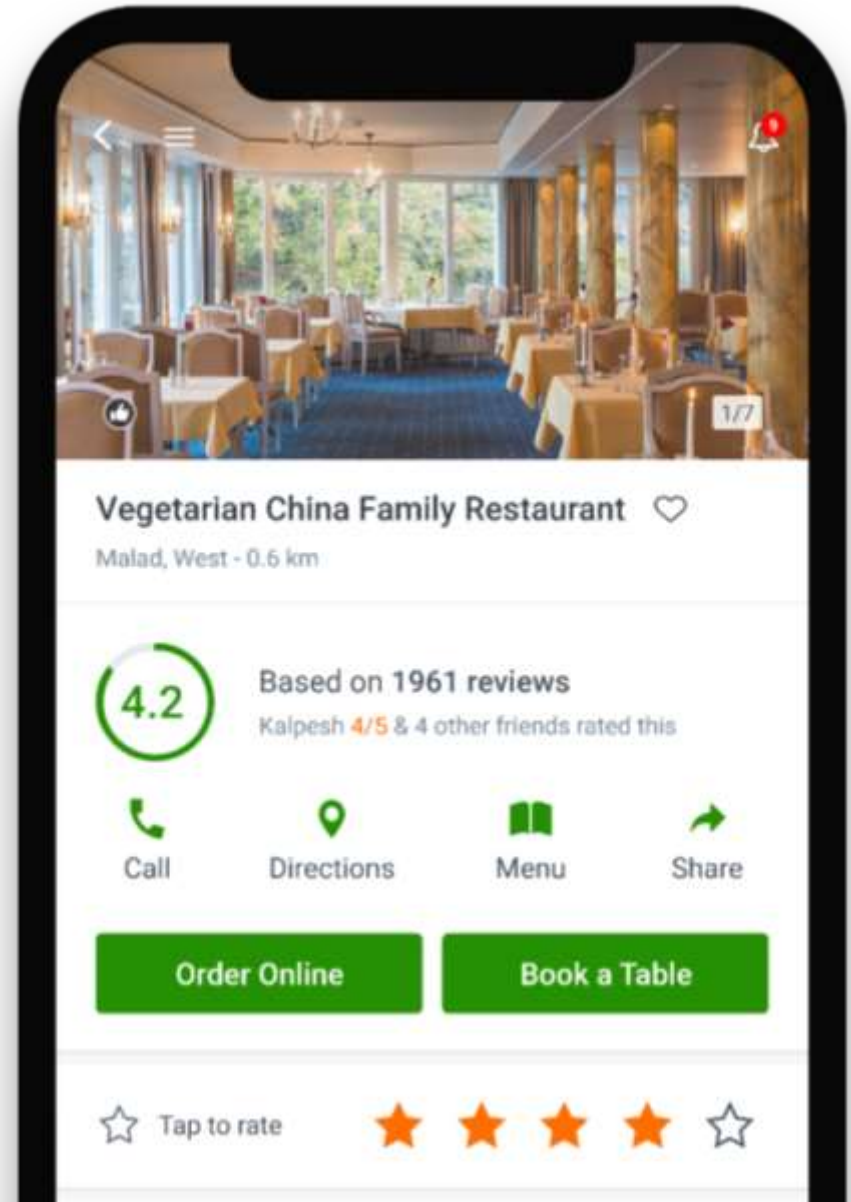 9
1/7
Vegetarian China Family Restaurant
Malad, West - 0.6 km
4.2
Based on 1961 reviews
Kalpesh 4/5 & 4 other friends rated this
Call Directions Menu Share
Order Online Book a Table
Tap to rate